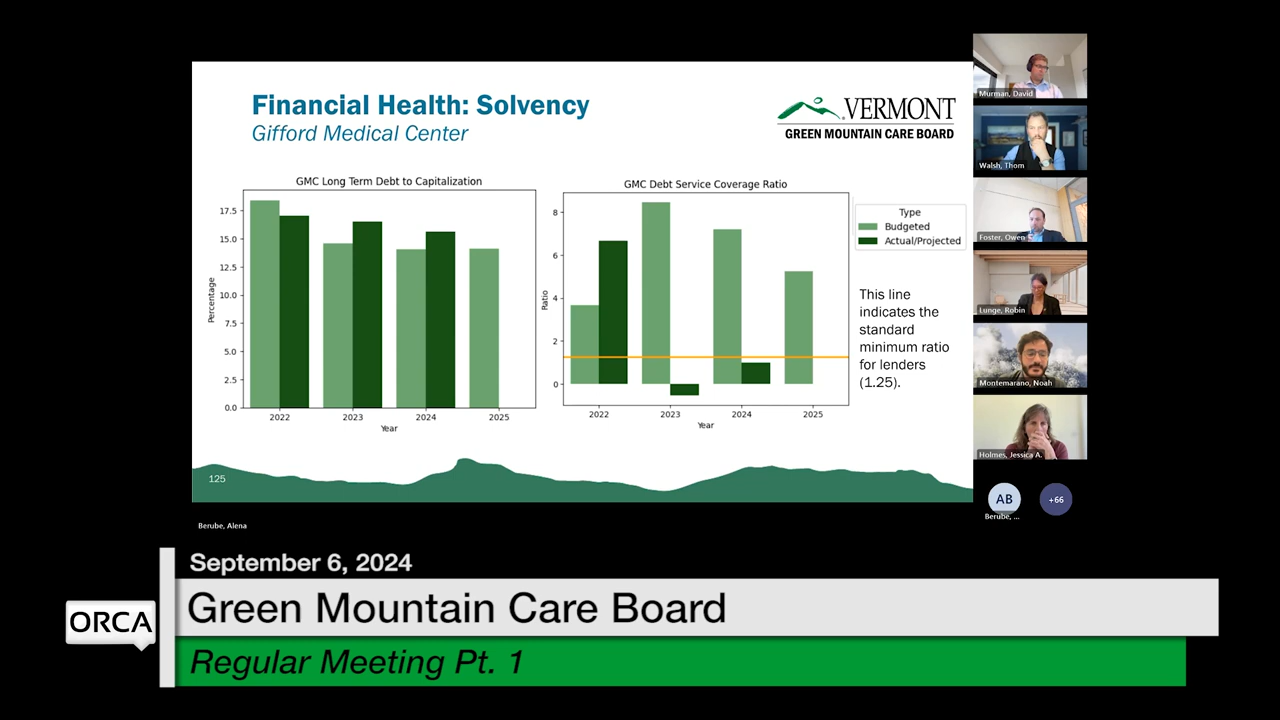 Financial Health: Solvency
Gifford Medical Center
VERMONT
GREEN MOUNTAIN CARE BOARD
GMC Long Term Debt to Capitalization
Percentage
17.5
15.0
12.5
10.0
7.5
5.0
2.5
0.0
2022
2023
2024
2025
Year
GMC Debt Service Coverage Ratio
Ratio
8
6
4
2
0
2022
2023
2024
2025
Year
Type
Budgeted
Actual/Projected
This line
indicates the
standard
minimum ratio
for lenders
(1.25).
125
Murman, David
Walsh, Thom
Foster, Owen
Lunge, Robin
Montemarano, Noah
Holmes, Jessica A.
AB
Berube, ...
+66
Berube, Alena
September 6, 2024
ORCA
Green Mountain Care Board
Regular Meeting Pt. 1